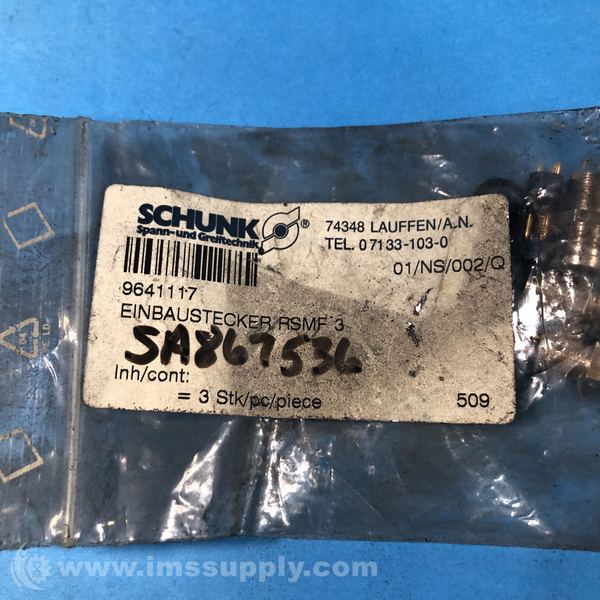 SCHUNK
Spann- und Greiftechnik
74348 LAUFFEN/A.N.
TEL. 07133-103-0
01/NS/002/Q
9641117
EINBAUSTECKER RSMF 3
SA867536
Inh/cont:
= 3 Stk/pc/piece
509
© www.imssupply.com